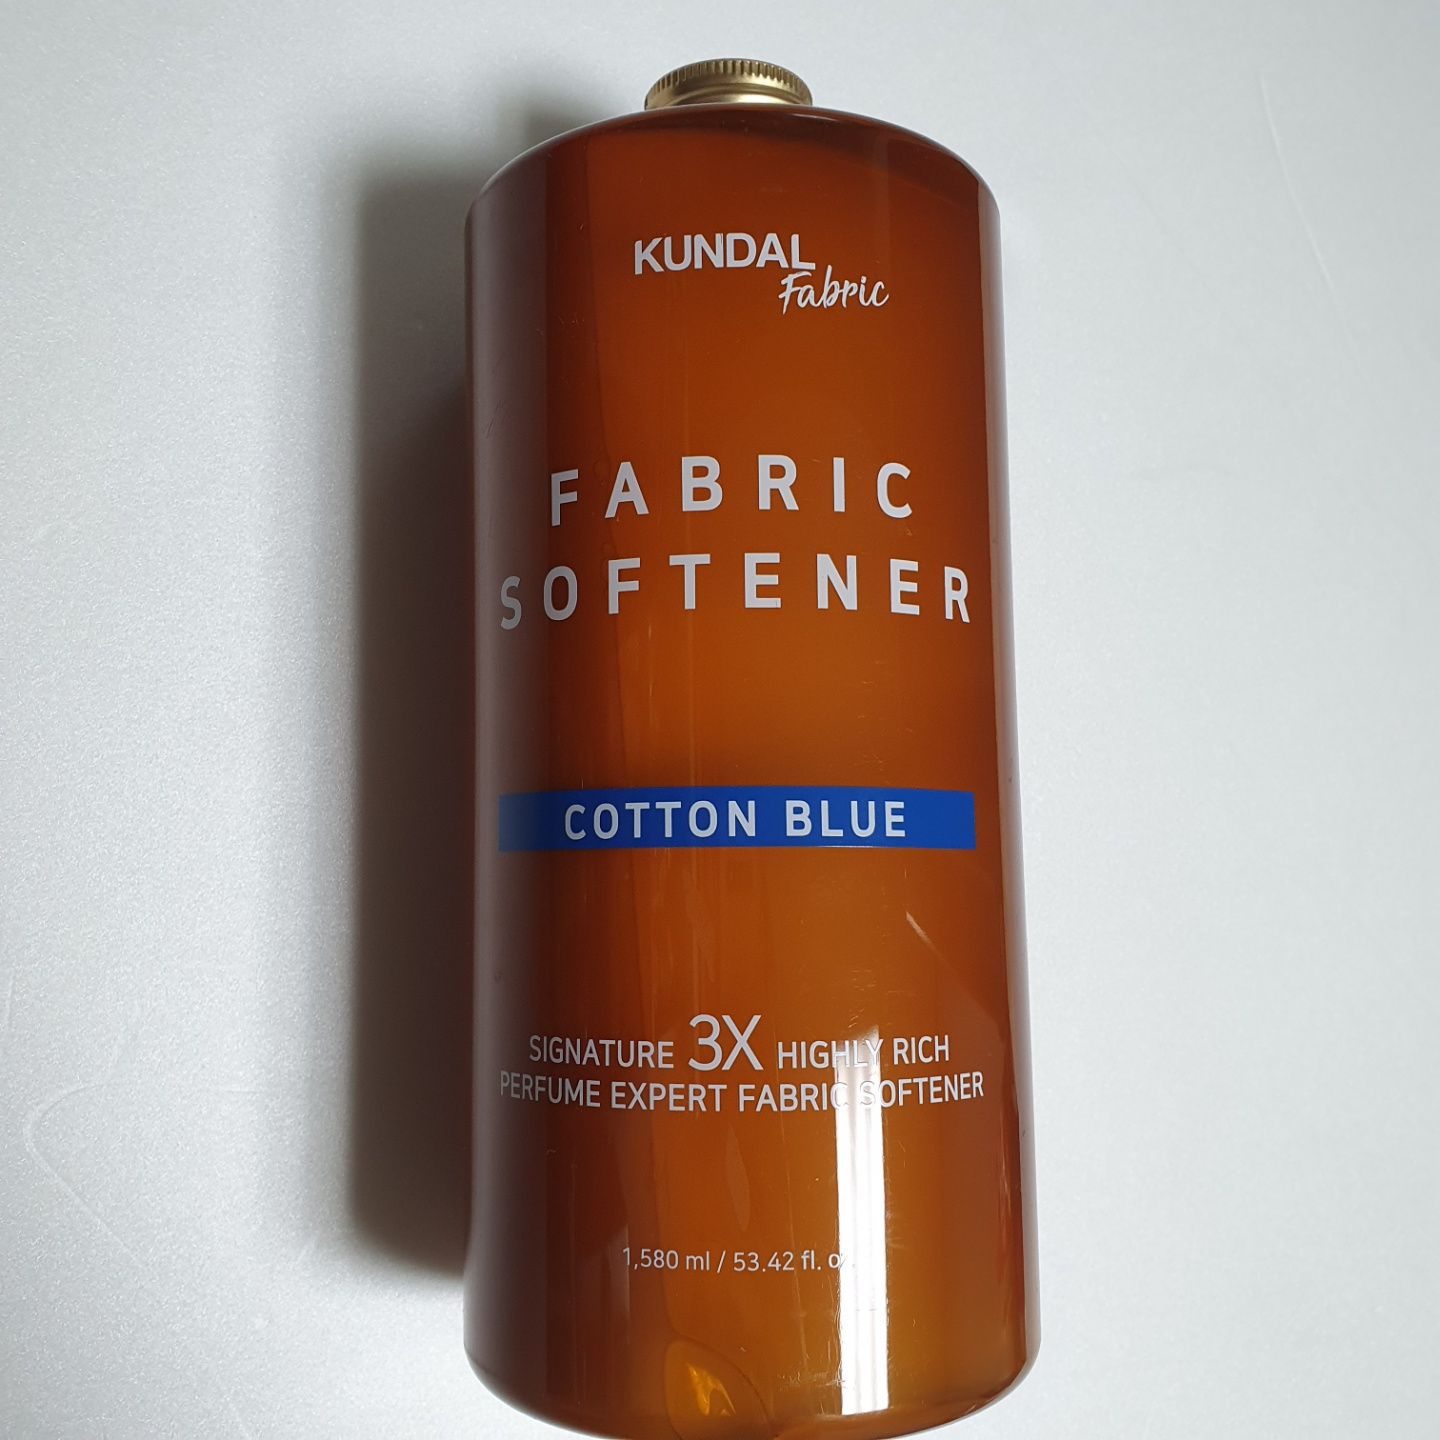 KUNDAL
Fabric
FABRIC
SOFTENER
COTTON BLUE
SIGNATURE 3X HIGHLY RICH
PERFUME EXPERT FABRIC SOFTENER
1,580 ml / 53.42 fl.